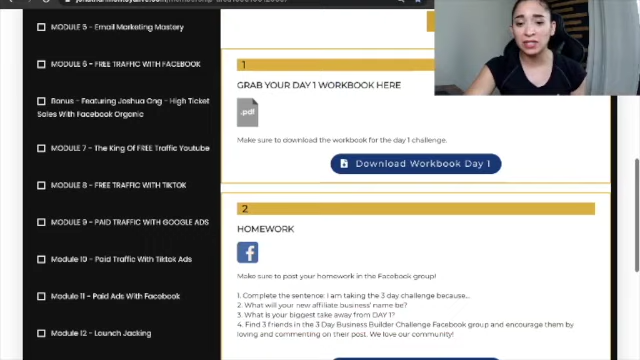 MODULE 5 - Email Marketing Mastery
MODULE 6 - FREE TRAFFIC WITH FACEBOOK
Bonus - Featuring Joshua Ong - High Ticket
Sales With Facebook Organic
MODULE 7 - The King Of FREE Traffic Youtube
MODULE 8 - FREE TRAFFIC WITH TIKTOK
MODULE 9 - PAID TRAFFIC WITH GOOGLE ADS
Module 10 - Paid Traffic With Tiktok Ads
Module 11 - Paid Ads With Facebook
Module 12 - Launch Jacking
1
GRAB YOUR DAY 1 WORKBOOK HERE
.pdf
Make sure to download the workbook for the day 1 challenge.
Download Workbook Day 1
2
HOMEWORK
Make sure to post your homework in the Facebook group!
1. Complete the sentence: I am taking the 3 day challenge because...
2. What will your new affiliate business' name be?
3. What is your biggest take away from DAY 1?
4. Find 3 friends in the 3 Day Business Builder Challenge Facebook group and encourage them by
loving and commenting on their post. We love our community!